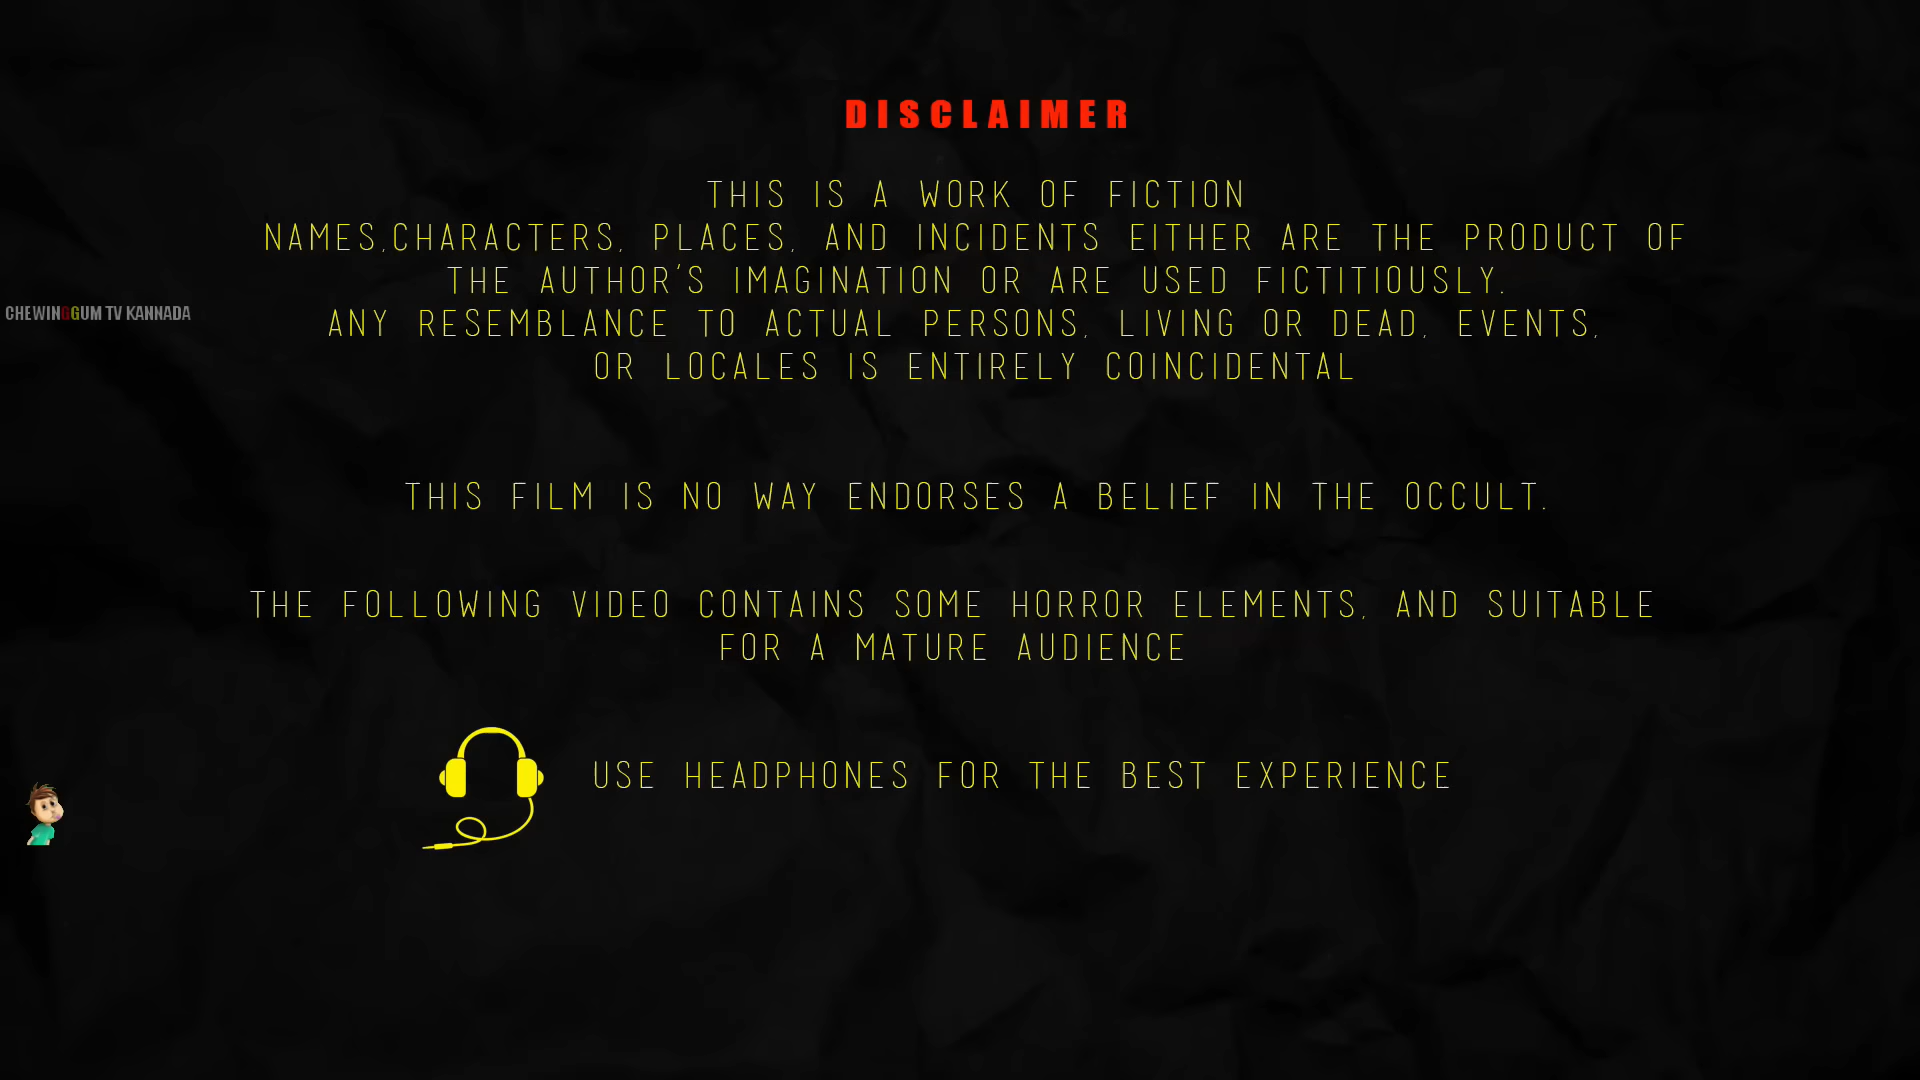 DISCLAIMER
THIS IS A WORK OF FICTION
NAMES,CHARACTERS, PLACES, AND INCIDENTS EITHER ARE THE PRODUCT OF
THE AUTHOR'S IMAGINATION OR ARE USED FICTITIOUSLY.
CHEWINGGUM TV KANNADA
ANY RESEMBLANCE TO ACTUAL PERSONS, LIVING OR DEAD, EVENTS,
OR LOCALES IS ENTIRELY COINCIDENTAL
THIS FILM IS NO WAY ENDORSES A BELIEF IN THE OCCULT.
THE FOLLOWING VIDEO CONTAINS SOME HORROR ELEMENTS, AND SUITABLE
FOR A MATURE AUDIENCE
USE HEADPHONES FOR THE BEST EXPERIENCE